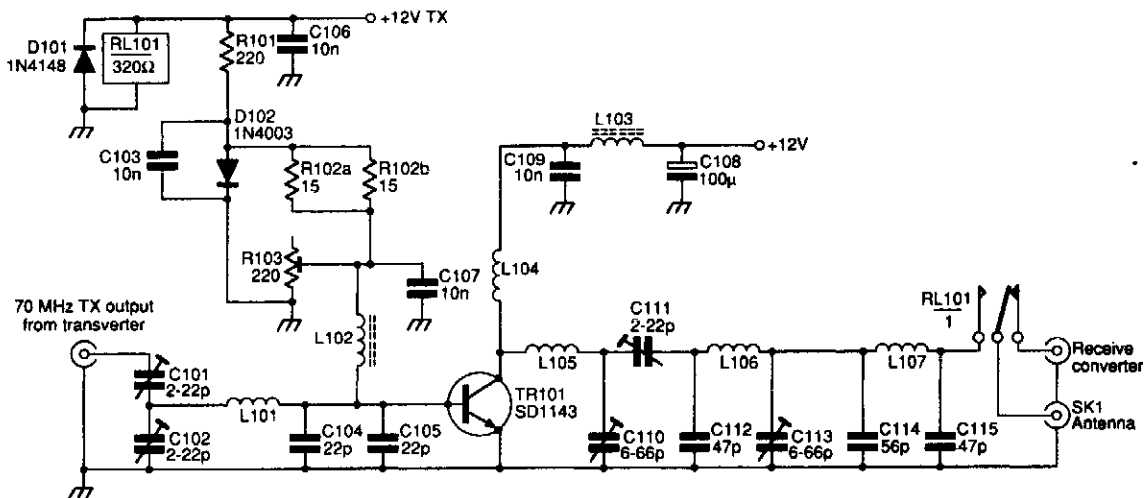 +12V TX
D101
1N4148
RL101
320Ω
R101
220
C106
10n
D102
1N4003
C103
10n
R102a
15
R102b
15
L103
+12V
C109
10n
C108
100μ
R103
220
C107
10n
L104
70 MHz TX output
from transverter
L102
C111
2-22p
RL101
1
C101
2-22p
L101
TR101
SD1143
L105
L106
L107
Receive
converter
C102
2-22p
C104
22p
C105
22p
C110
6-66p
C112
47p
C113
6-66p
C114
56p
C115
47p
SK1
Antenna